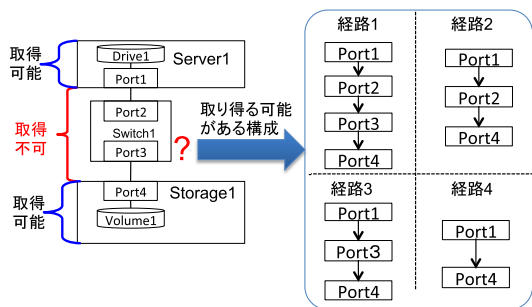 取得
可能
Drive1
Server1
Port1
取得
不可
Port2
Switch1
Port3
?
取り得る可能
がある構成
取得
可能
Port4
Storage1
Volume1
経路1
Port1
Port2
Port3
Port4
経路2
Port1
Port2
Port4
経路3
Port1
Port3
Port4
経路4
Port1
Port4